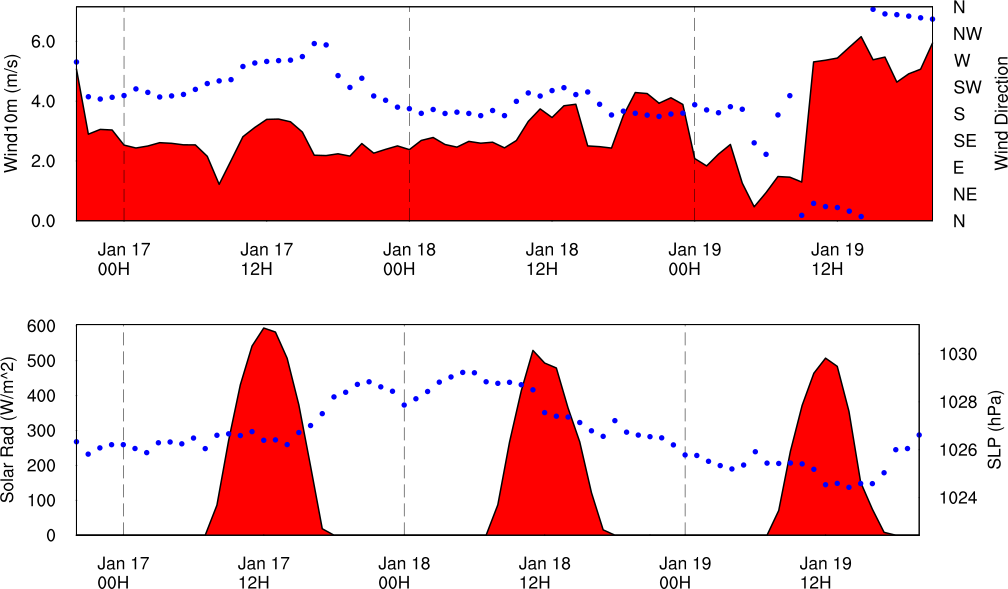 Wind10m (m/s)
6.0
4.0
2.0
0.0
N
NW
W
SW
S
SE
E
NE
N
Wind Direction
Jan 17 Jan 17 Jan 18 Jan 18 Jan 19 Jan 19
00H 12H 00H 12H 00H 12H
Solar Rad (W/m^2)
600
500
400
300
200
100
0
1030
1028
1026
1024
SLP (hPa)
Jan 17 Jan 17 Jan 18 Jan 18 Jan 19 Jan 19
00H 12H 00H 12H 00H 12H